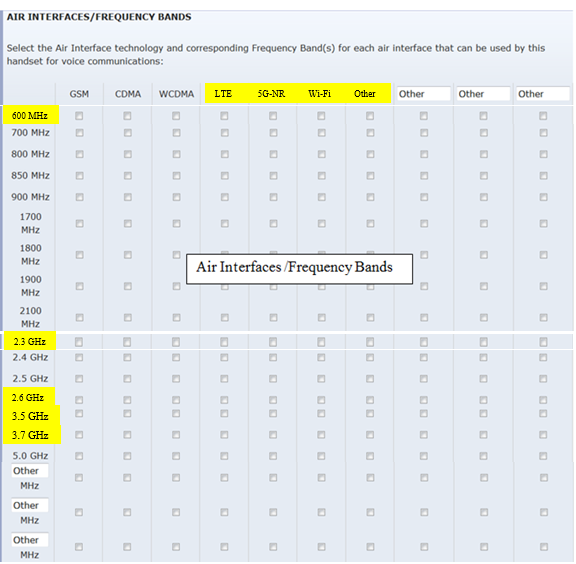 AIR INTERFACES/FREQUENCY BANDS
Select the Air Interface technology and corresponding Frequency Band(s) for each air interface that can be used by this
handset for voice communications:
GSM CDMA WCDMA LTE 5G-NR Wi-Fi Other Other Other Other
600 MHz
700 MHz
800 MHz
850 MHz
900 MHz
1700
MHz
1800
MHz
Air Interfaces /Frequency Bands
1900
MHz
2100
MHz
2.3 GHz
2.4 GHz
2.5 GHz
2.6 GHz
3.5 GHz
3.7 GHz
5.0 GHz
Other
MHz
Other
MHz
Other
MHz